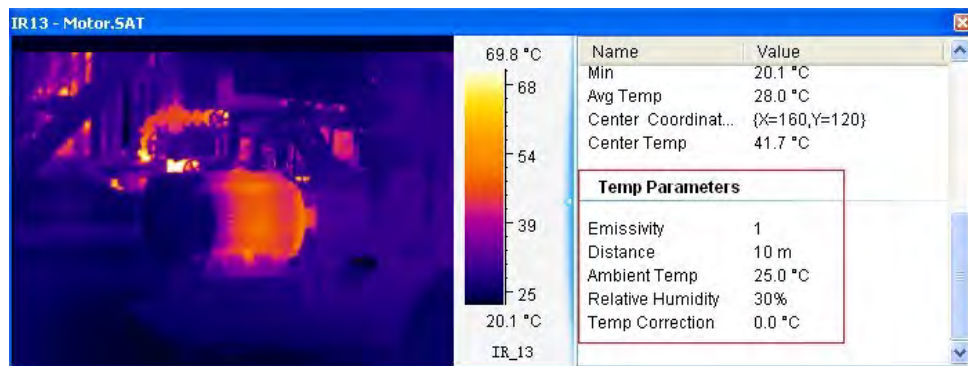 IR13 - Motor.SAT
69.8 °C
68
54
39
25
20.1 °C
IR_13
Name Value
Min 20.1 °C
Avg Temp 28.0 °C
Center Coordinat... {X=160,Y=120}
Center Temp 41.7 °C
Temp Parameters
Emissivity 1
Distance 10 m
Ambient Temp 25.0 °C
Relative Humidity 30%
Temp Correction 0.0 °C